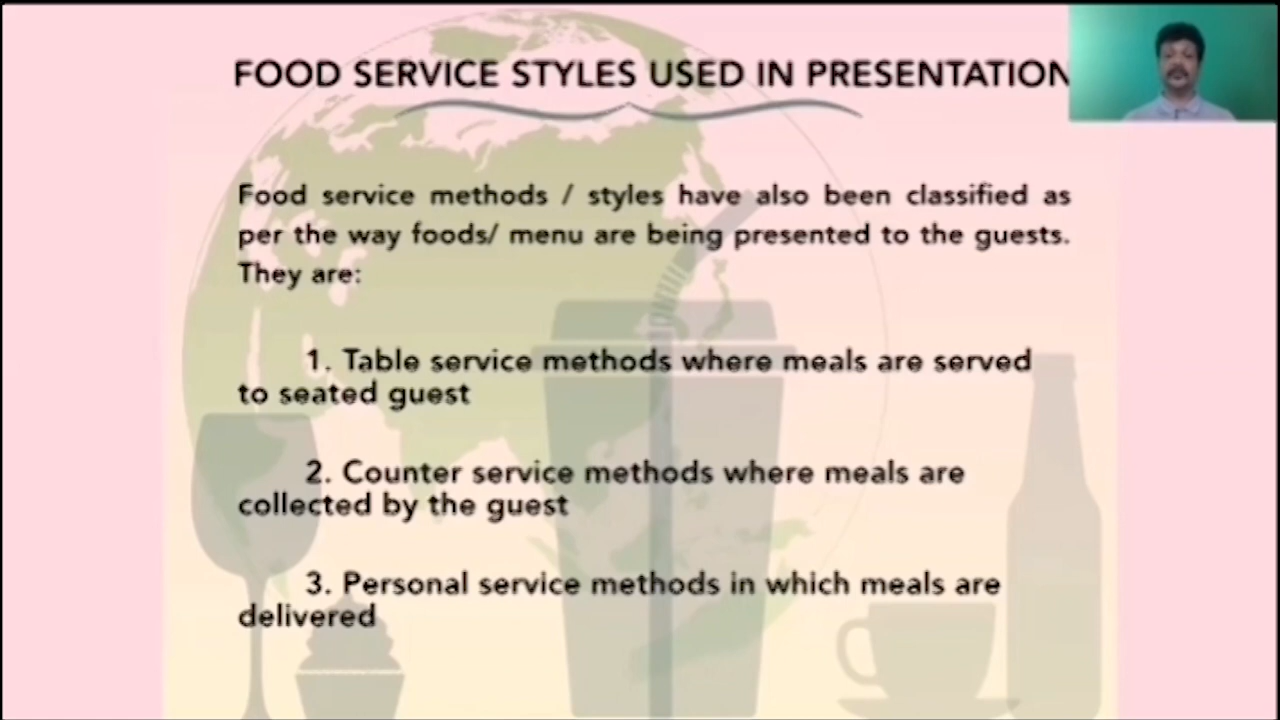 FOOD SERVICE STYLES USED IN PRESENTATION
Food service methods / styles have also been classified as
per the way foods/ menu are being presented to the guests.
They are:
1. Table service methods where meals are served
to seated guest
2. Counter service methods where meals are
collected by the guest
3. Personal service methods in which meals are
delivered